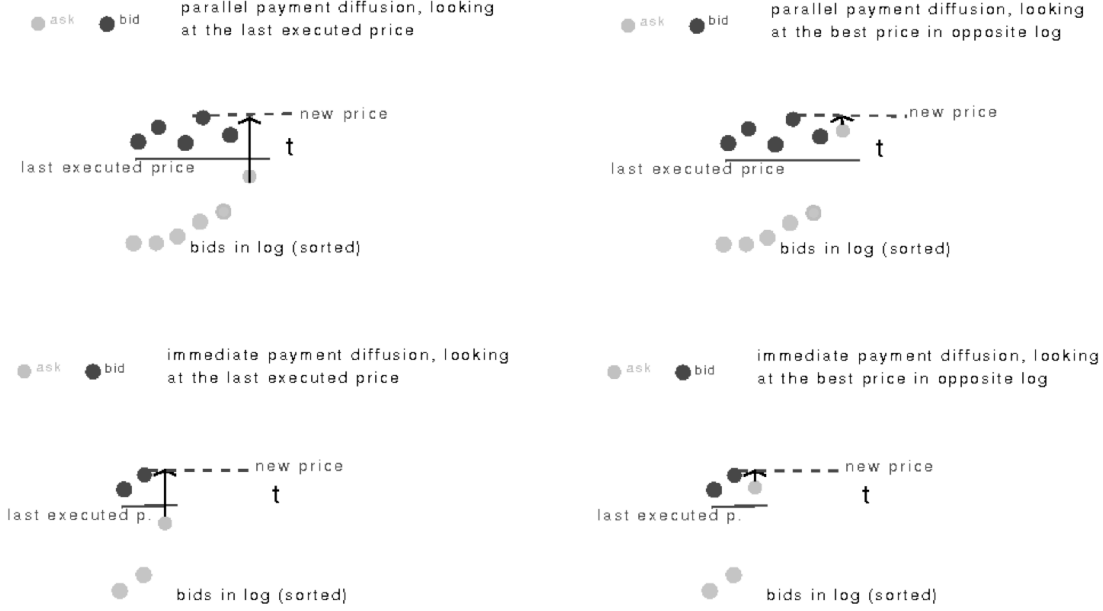 parallel payment diffusion, looking
ask bid
at the last executed price
new price
t
last executed price
bids in log (sorted)
parallel payment diffusion, looking
ask bid
at the best price in opposite log
new price
t
last executed price
bids in log (sorted)
immediate payment diffusion, looking
ask bid
at the last executed price
new price
t
last executed p.
bids in log (sorted)
immediate payment diffusion, looking
ask bid
at the best price in opposite log
new price
t
last executed p.
bids in log (sorted)